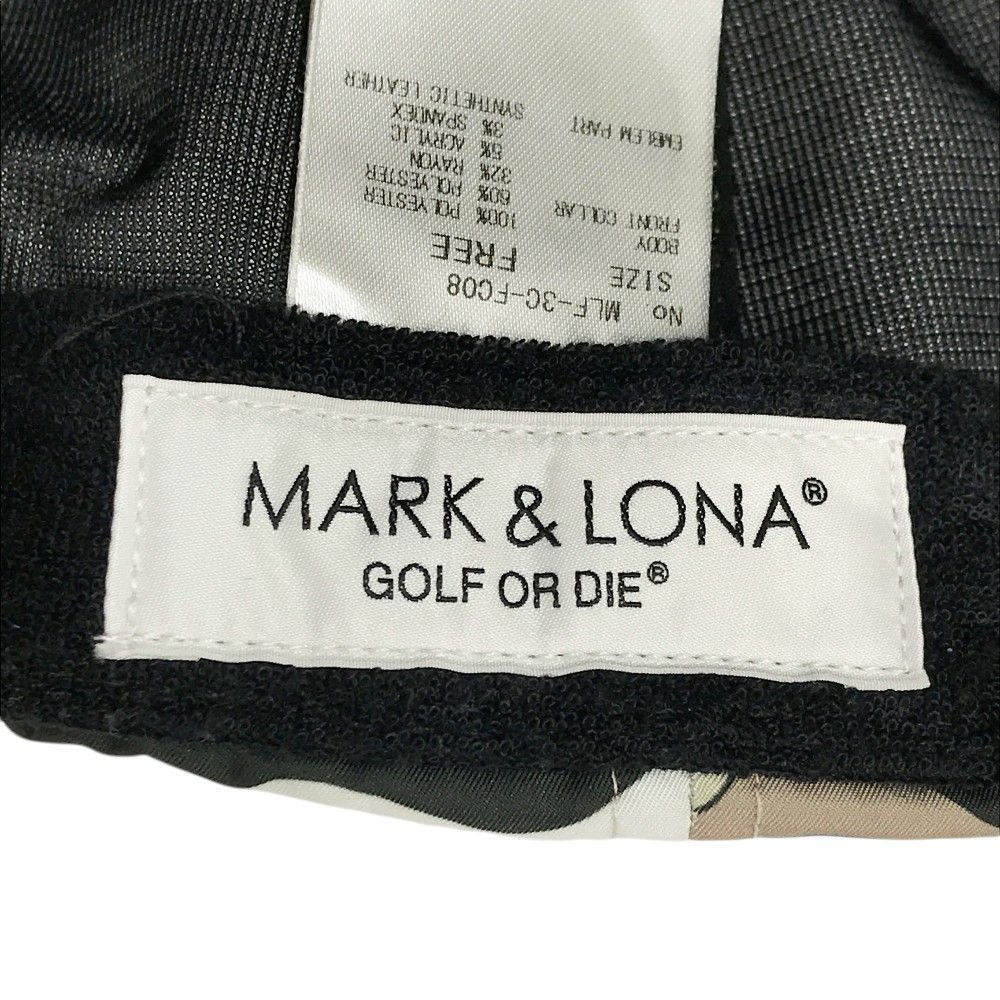 No. MLF-3C-FC08
SIZE FREE
BODY 100% POLYESTER
FRONT COLLAR 60% POLYESTER
32% RAYON
5% ACRYLIC
3% SPANDEX
EMBLEM PART SYNTHETIC LEATHER
MARK & LONA®
GOLF OR DIE®